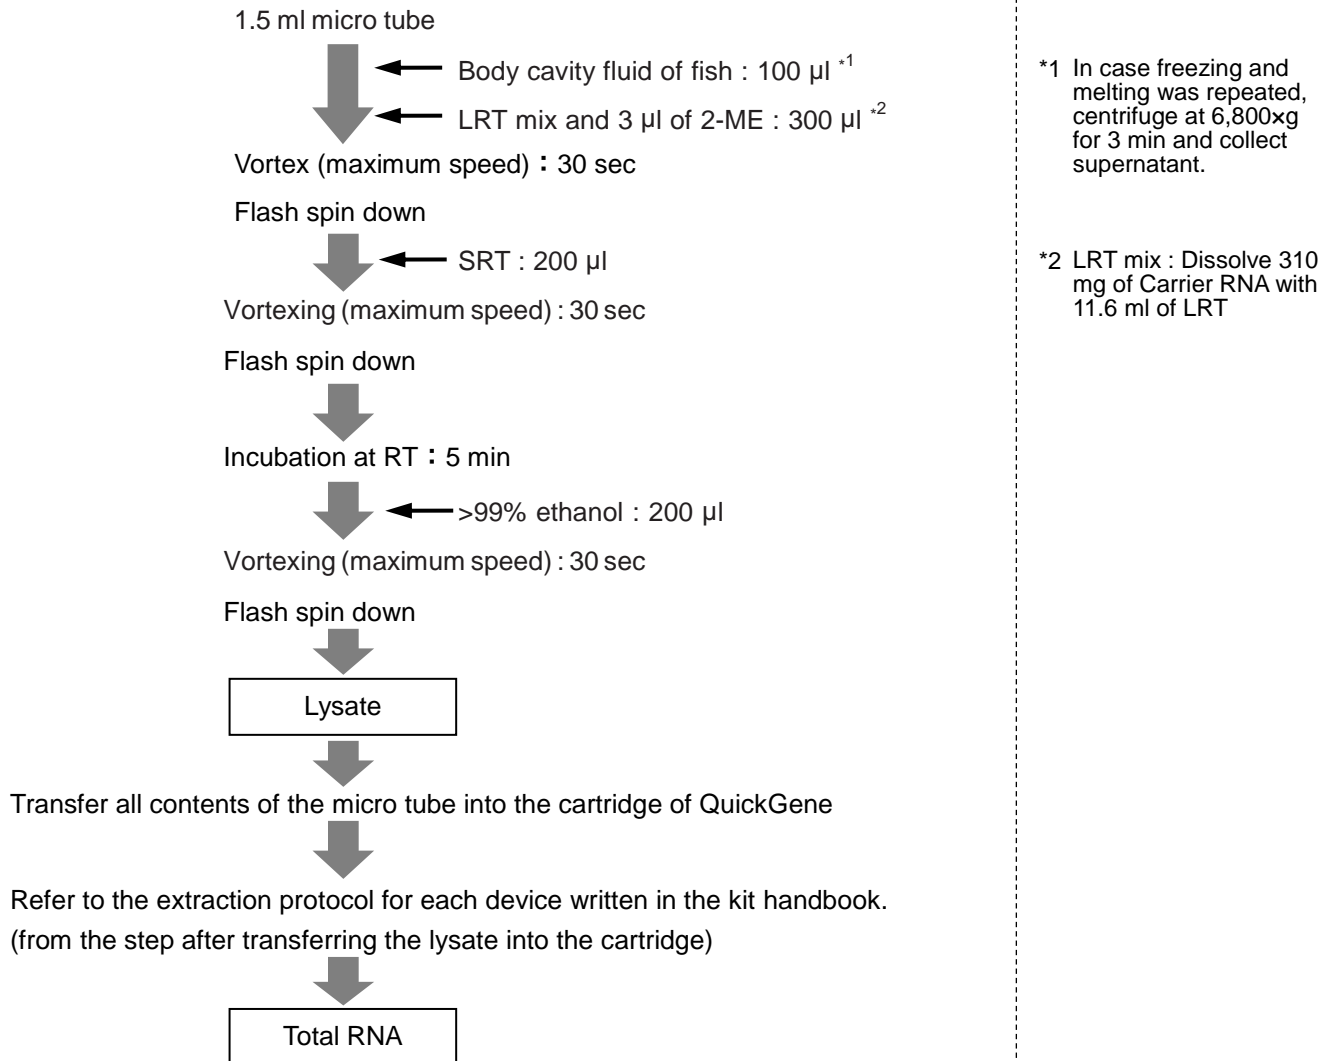 1.5 ml micro tube
Body cavity fluid of fish : 100 µl *1
LRT mix and 3 µl of 2-ME : 300 µl *2
Vortex (maximum speed) : 30 sec
Flash spin down
SRT : 200 µl
Vortexing (maximum speed) : 30 sec
Flash spin down
Incubation at RT : 5 min
>99% ethanol : 200 µl
Vortexing (maximum speed) : 30 sec
Flash spin down
Lysate
Transfer all contents of the micro tube into the cartridge of QuickGene
Refer to the extraction protocol for each device written in the kit handbook.
(from the step after transferring the lysate into the cartridge)
Total RNA
*1 In case freezing and
melting was repeated,
centrifuge at 6,800×g
for 3 min and collect
supernatant.
*2 LRT mix : Dissolve 310
mg of Carrier RNA with
11.6 ml of LRT